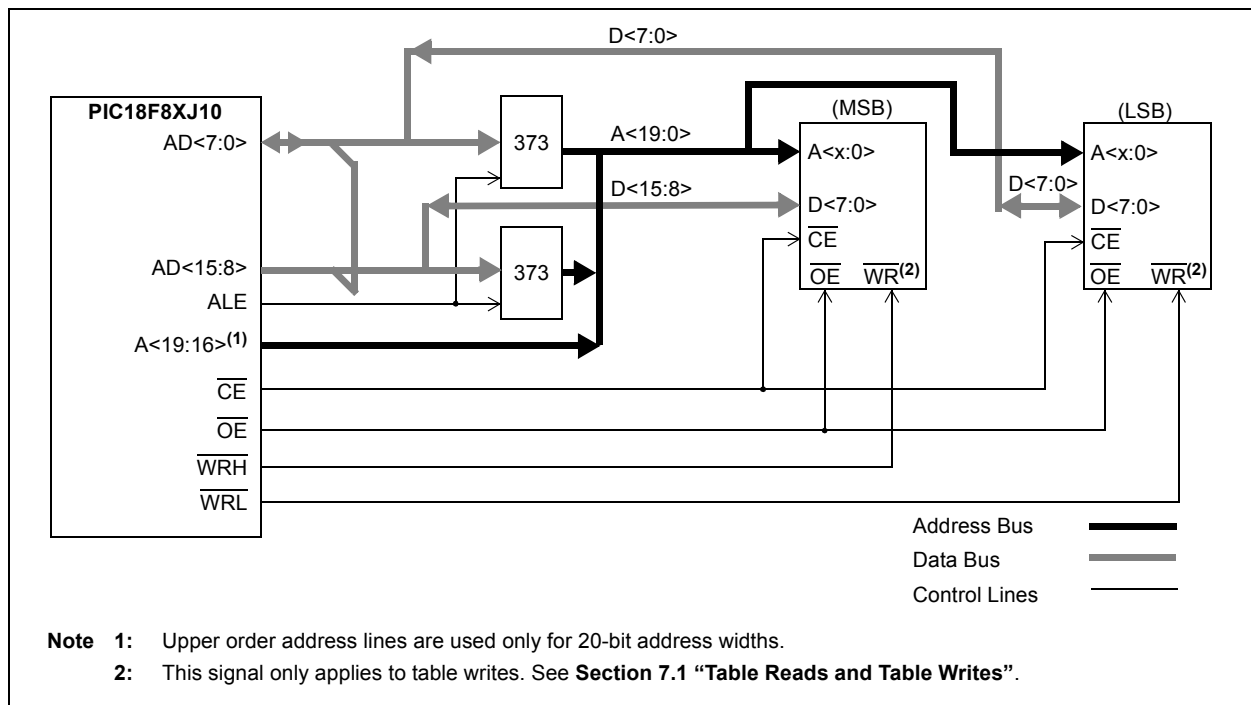 D<7:0>
PIC18F8XJ10
AD<7:0>
373
A<19:0>
(MSB)
A<x:0>
(LSB)
A<x:0>
D<15:8>
D<7:0>
D<7:0>
D<7:0>
CE
CE
AD<15:8>
373
OE WR(2)
OE WR(2)
ALE
A<19:16>(1)
CE
OE
WRH
WRL
Address Bus
Data Bus
Control Lines
Note 1: Upper order address lines are used only for 20-bit address widths.
2: This signal only applies to table writes. See Section 7.1 “Table Reads and Table Writes”.